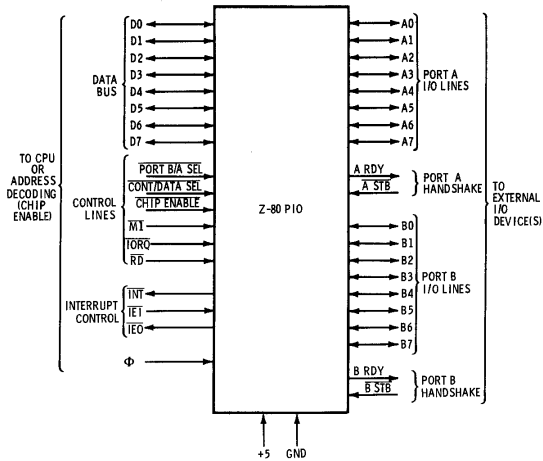 TO CPU
OR
ADDRESS
DECODING
(CHIP
ENABLE)
DATA
BUS
D0
D1
D2
D3
D4
D5
D6
D7
CONTROL
LINES
PORT B/A SEL
CONT/DATA SEL
CHIP ENABLE
M1
IORQ
RD
INTERRUPT
CONTROL
INT
IEI
IEO
Φ
Z-80 PIO
+5
GND
A0
A1
A2
A3
A4
A5
A6
A7
PORT A
I/O LINES
A RDY
A STB
PORT A
HANDSHAKE
B0
B1
B2
B3
B4
B5
B6
B7
PORT B
I/O LINES
B RDY
B STB
PORT B
HANDSHAKE
TO
EXTERNAL
I/O
DEVICE(S)